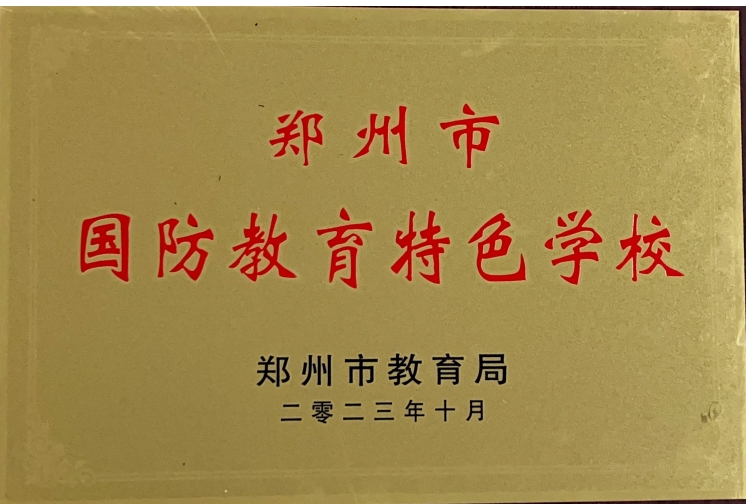 郑州市
国防教育特色学校
郑州市教育局
二零二三年十月